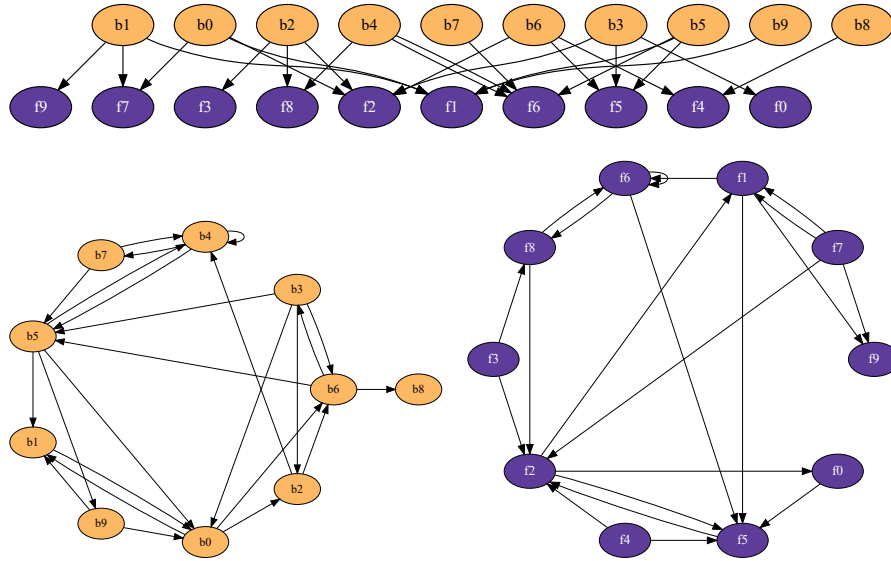 b1 b0 b2 b4 b7 b6 b3 b5 b9 b8
f9 f7 f3 f8 f2 f1 f6 f5 f4 f0
b4
b7
b3
b5
b6 b8
b1
b2
b9
b0
f6 f1
f8 f7
f3 f9
f2 f0
f4 f5